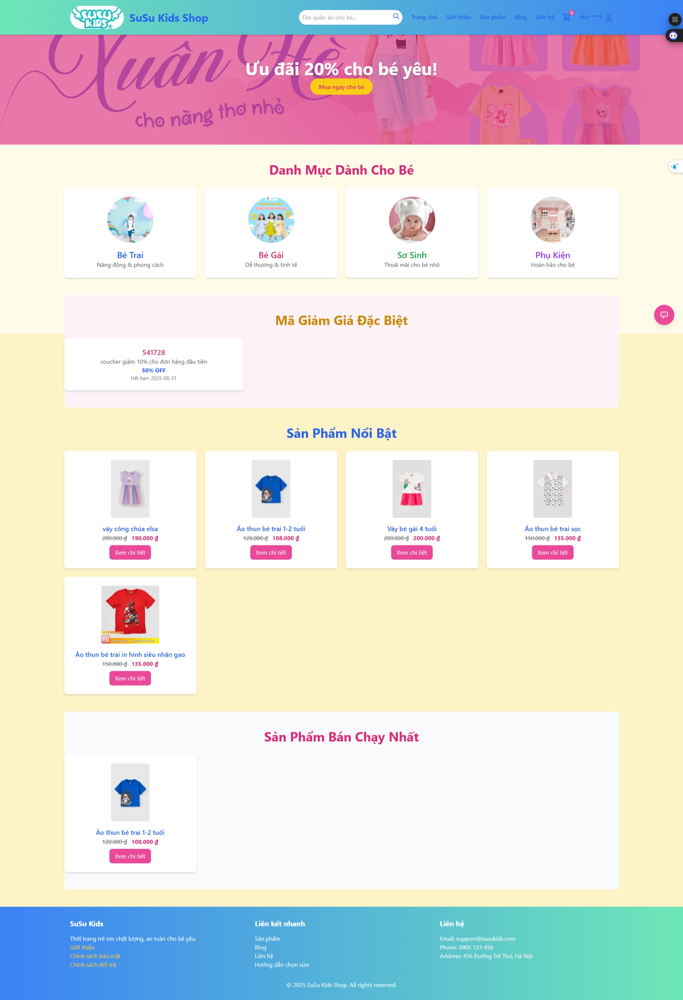 SuSu KiDS®
SuSu Kids Shop
Tìm quần áo cho bé...
Trang chủ
Giới thiệu
Sản phẩm
Blog
Liên hệ
0
thu****1
Xuân Hè
cho nàng thơ nhỏ
Ưu đãi 20% cho bé yêu!
Mua ngay cho bé
LOTSO
Danh Mục Dành Cho Bé
Bé Trai
Năng động & phong cách
Bé Gái
Dễ thương & tinh tế
Sơ Sinh
Thoải mái cho bé nhỏ
Phụ Kiện
Hoàn hảo cho bé
Mã Giảm Giá Đặc Biệt
541728
voucher giảm 10% cho đơn hàng đầu tiên
50% OFF
Hết hạn: 2025-08-31
Sản Phẩm Nổi Bật
váy công chúa elsa
200.000 ₫ 190.000 ₫
Xem chi tiết
Áo thun bé trai 1-2 tuổi
120.000 ₫ 108.000 ₫
Xem chi tiết
Váy bé gái 4 tuổi
200.000 ₫ 200.000 ₫
Xem chi tiết
Áo thun bé trai sọc
150.000 ₫ 135.000 ₫
Xem chi tiết
Áo thun bé trai in hình siêu nhân gao
150.000 ₫ 135.000 ₫
Xem chi tiết
Sản Phẩm Bán Chạy Nhất
Áo thun bé trai 1-2 tuổi
120.000 ₫ 108.000 ₫
Xem chi tiết
SuSu Kids
Thời trang trẻ em chất lượng, an toàn cho bé yêu.
Giới thiệu
Chính sách bảo mật
Chính sách đổi trả
Liên kết nhanh
Sản phẩm
Blog
Liên hệ
Hướng dẫn chọn size
Liên hệ
Email: support@susukids.com
Phone: 0905 123 456
Address: 456 Đường Trẻ Thơ, Hà Nội
© 2025 SuSu Kids Shop. All rights reserved.